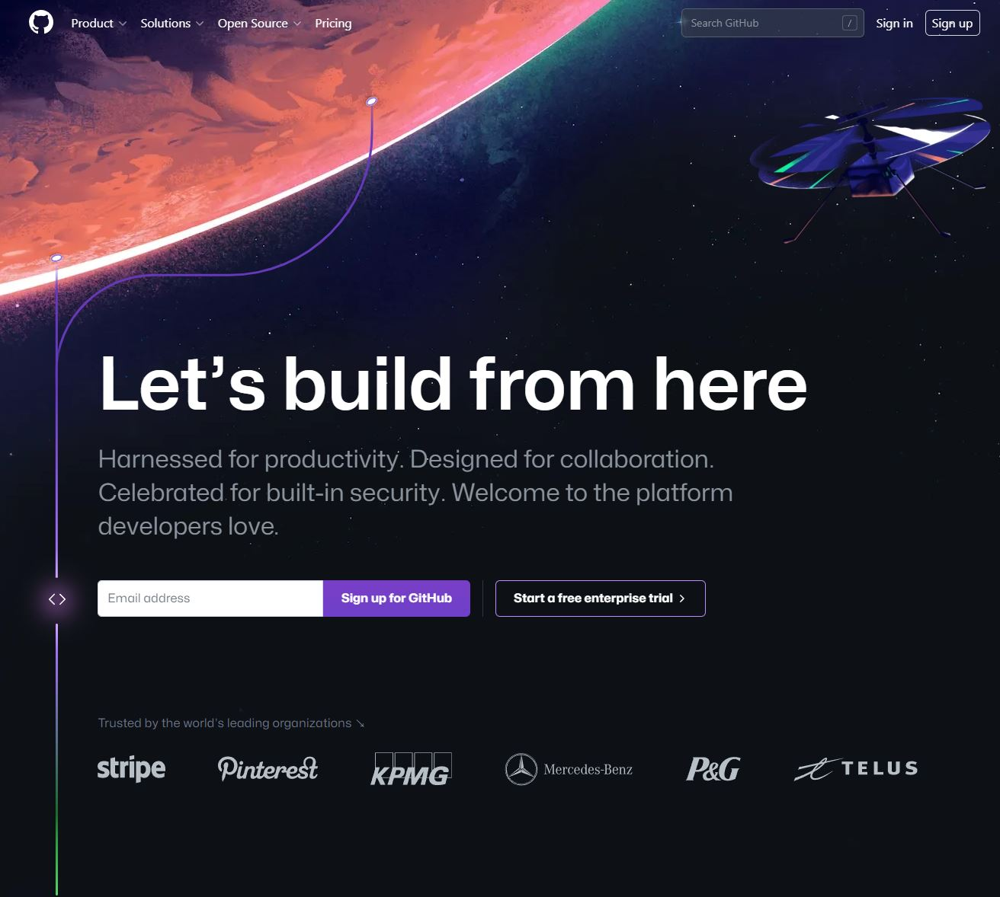 Product Solutions Open Source Pricing Search GitHub / Sign in Sign up
Let’s build from here
Harnessed for productivity. Designed for collaboration.
Celebrated for built-in security. Welcome to the platform
developers love.
Email address Sign up for GitHub Start a free enterprise trial
Trusted by the world’s leading organizations ↘
stripe Pinterest KPMG Mercedes-Benz P&G TELUS